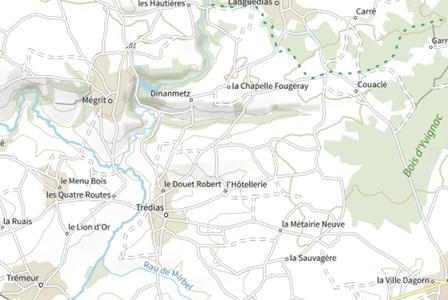 les Hautières
Languédias
Carré
la Chapelle Fougeray
Couaclé
Dinanmetz
Mégrit
Bois d'Yvignac
le Menu Bois
les Quatre Routes
le Douet Robert
l'Hôtellerie
Trédias
la Ruais
le Lion d'Or
la Métairie Neuve
la Sauvagère
Rau de Mirbel
Trémeur
la Ville Dagorn